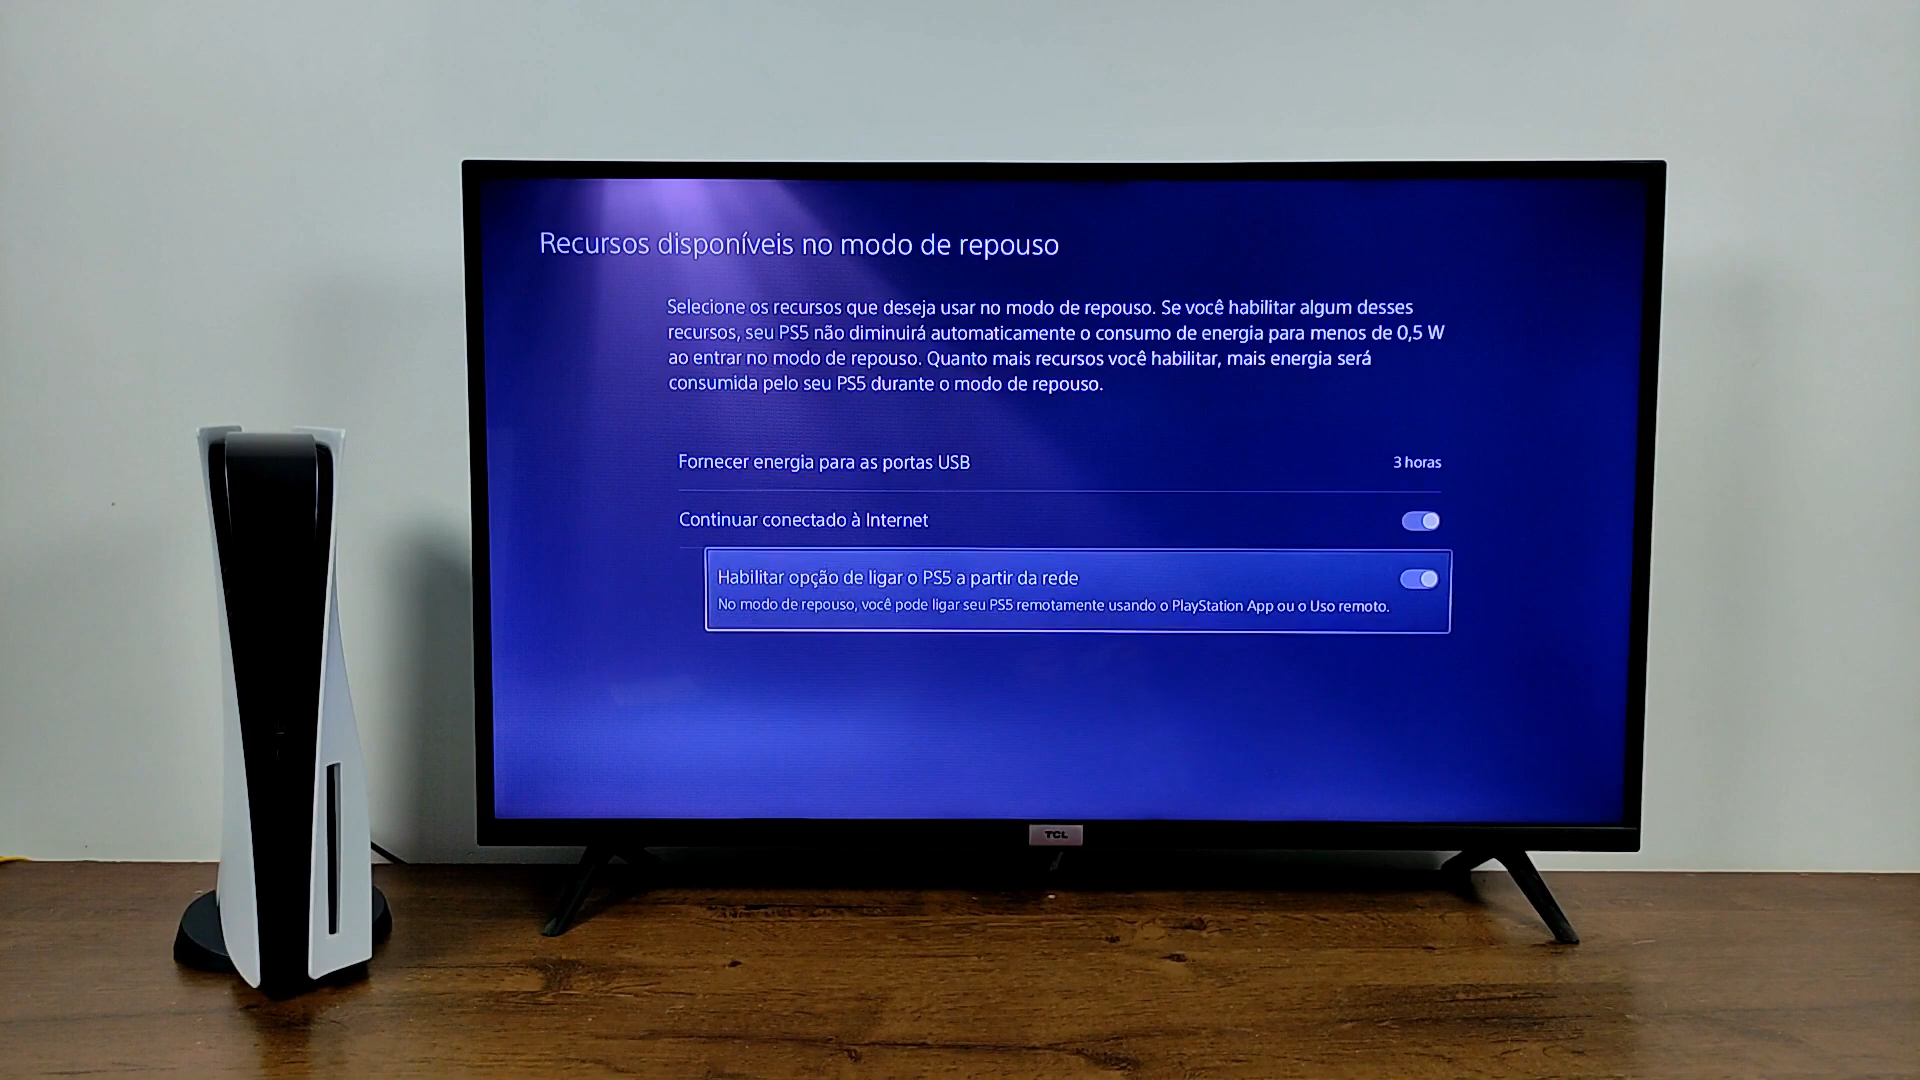 Recursos disponíveis no modo de repouso
Selecione os recursos que deseja usar no modo de repouso. Se você habilitar algum desses
recursos, seu PS5 não diminuirá automaticamente o consumo de energia para menos de 0,5 W
ao entrar no modo de repouso. Quanto mais recursos você habilitar, mais energia será
consumida pelo seu PS5 durante o modo de repouso.
Fornecer energia para as portas USB 3 horas
Continuar conectado à Internet
Habilitar opção de ligar o PS5 a partir da rede
No modo de repouso, você pode ligar seu PS5 remotamente usando o PlayStation App ou o Uso remoto.
TCL